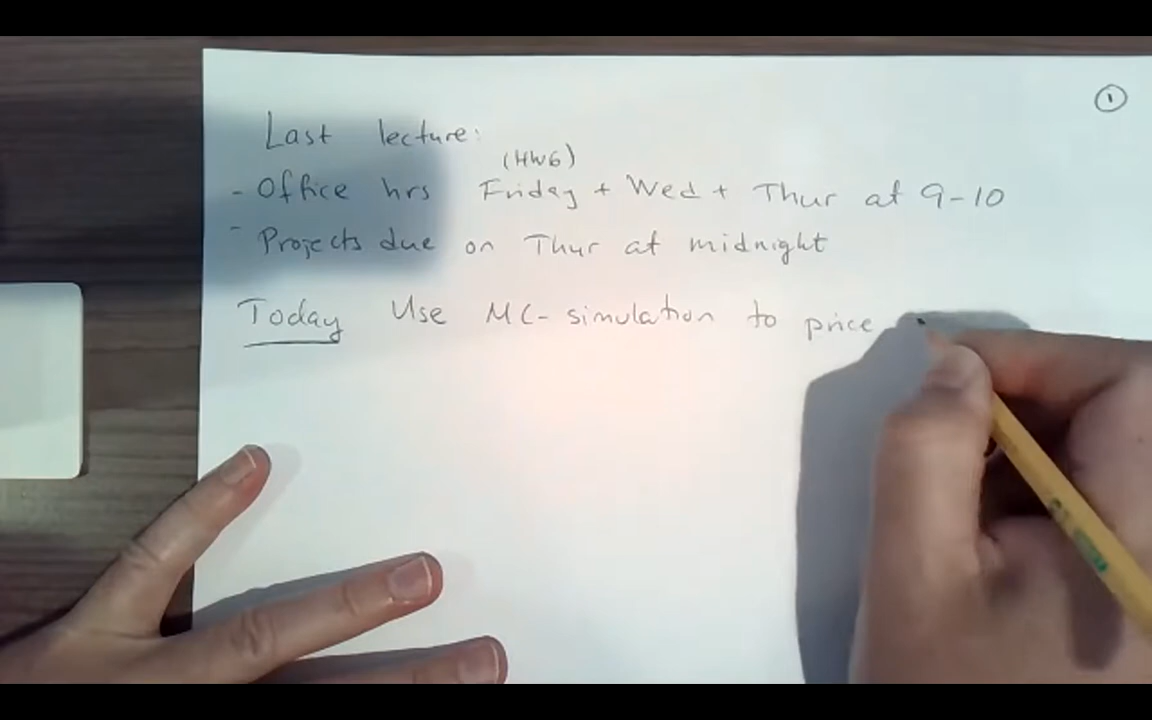 ①
Last lecture:
(HW6)
- Office hrs Friday + Wed + Thur at 9-10
- Projects due on Thur at midnight
Today Use MC-simulation to price